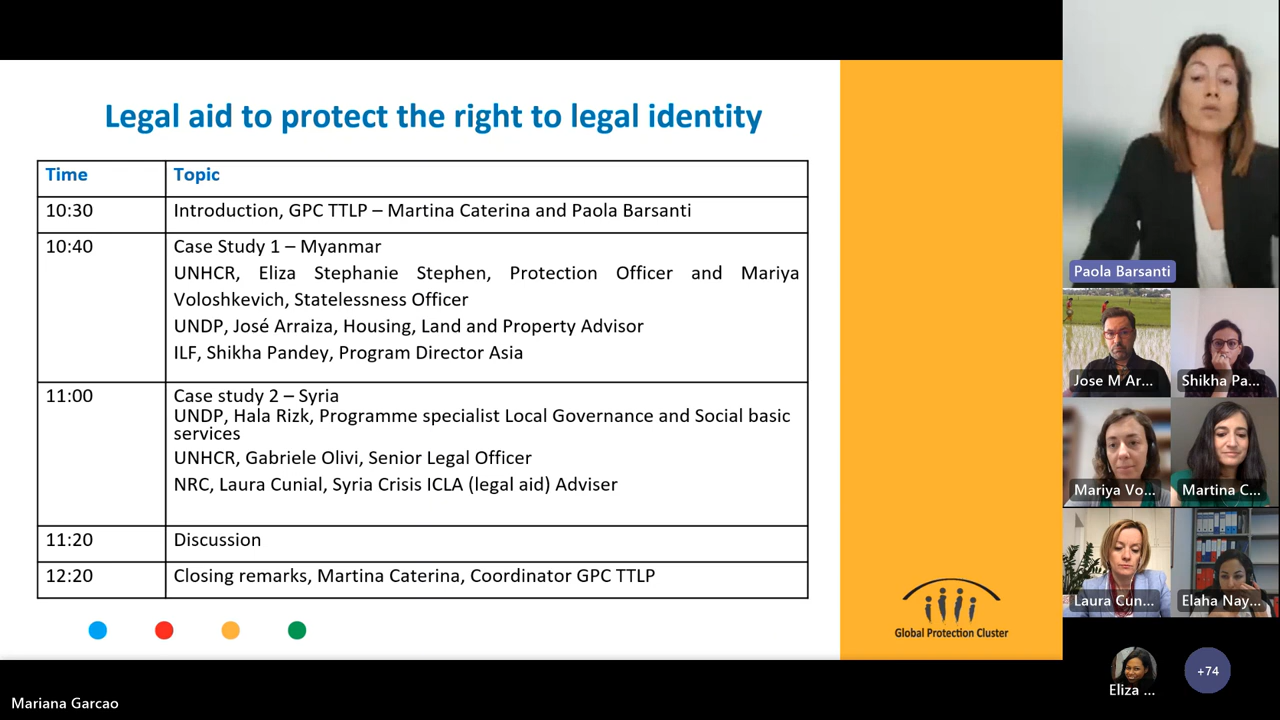 Legal aid to protect the right to legal identity
Time
Topic
10:30
Introduction, GPC TTLP – Martina Caterina and Paola Barsanti
10:40
Case Study 1 – Myanmar
UNHCR, Eliza Stephanie Stephen, Protection Officer and Mariya
Voloshkevich, Statelessness Officer
UNDP, José Arraiza, Housing, Land and Property Advisor
ILF, Shikha Pandey, Program Director Asia
11:00
Case study 2 – Syria
UNDP, Hala Rizk, Programme specialist Local Governance and Social basic
services
UNHCR, Gabriele Olivi, Senior Legal Officer
NRC, Laura Cunial, Syria Crisis ICLA (legal aid) Adviser
11:20
Discussion
12:20
Closing remarks, Martina Caterina, Coordinator GPC TTLP
Global Protection Cluster
Mariana Garcao
Paola Barsanti
Jose M Ar...
Shikha Pa...
Mariya Vo...
Martina C...
Laura Cun...
Elaha Nay...
Eliza ...
+74